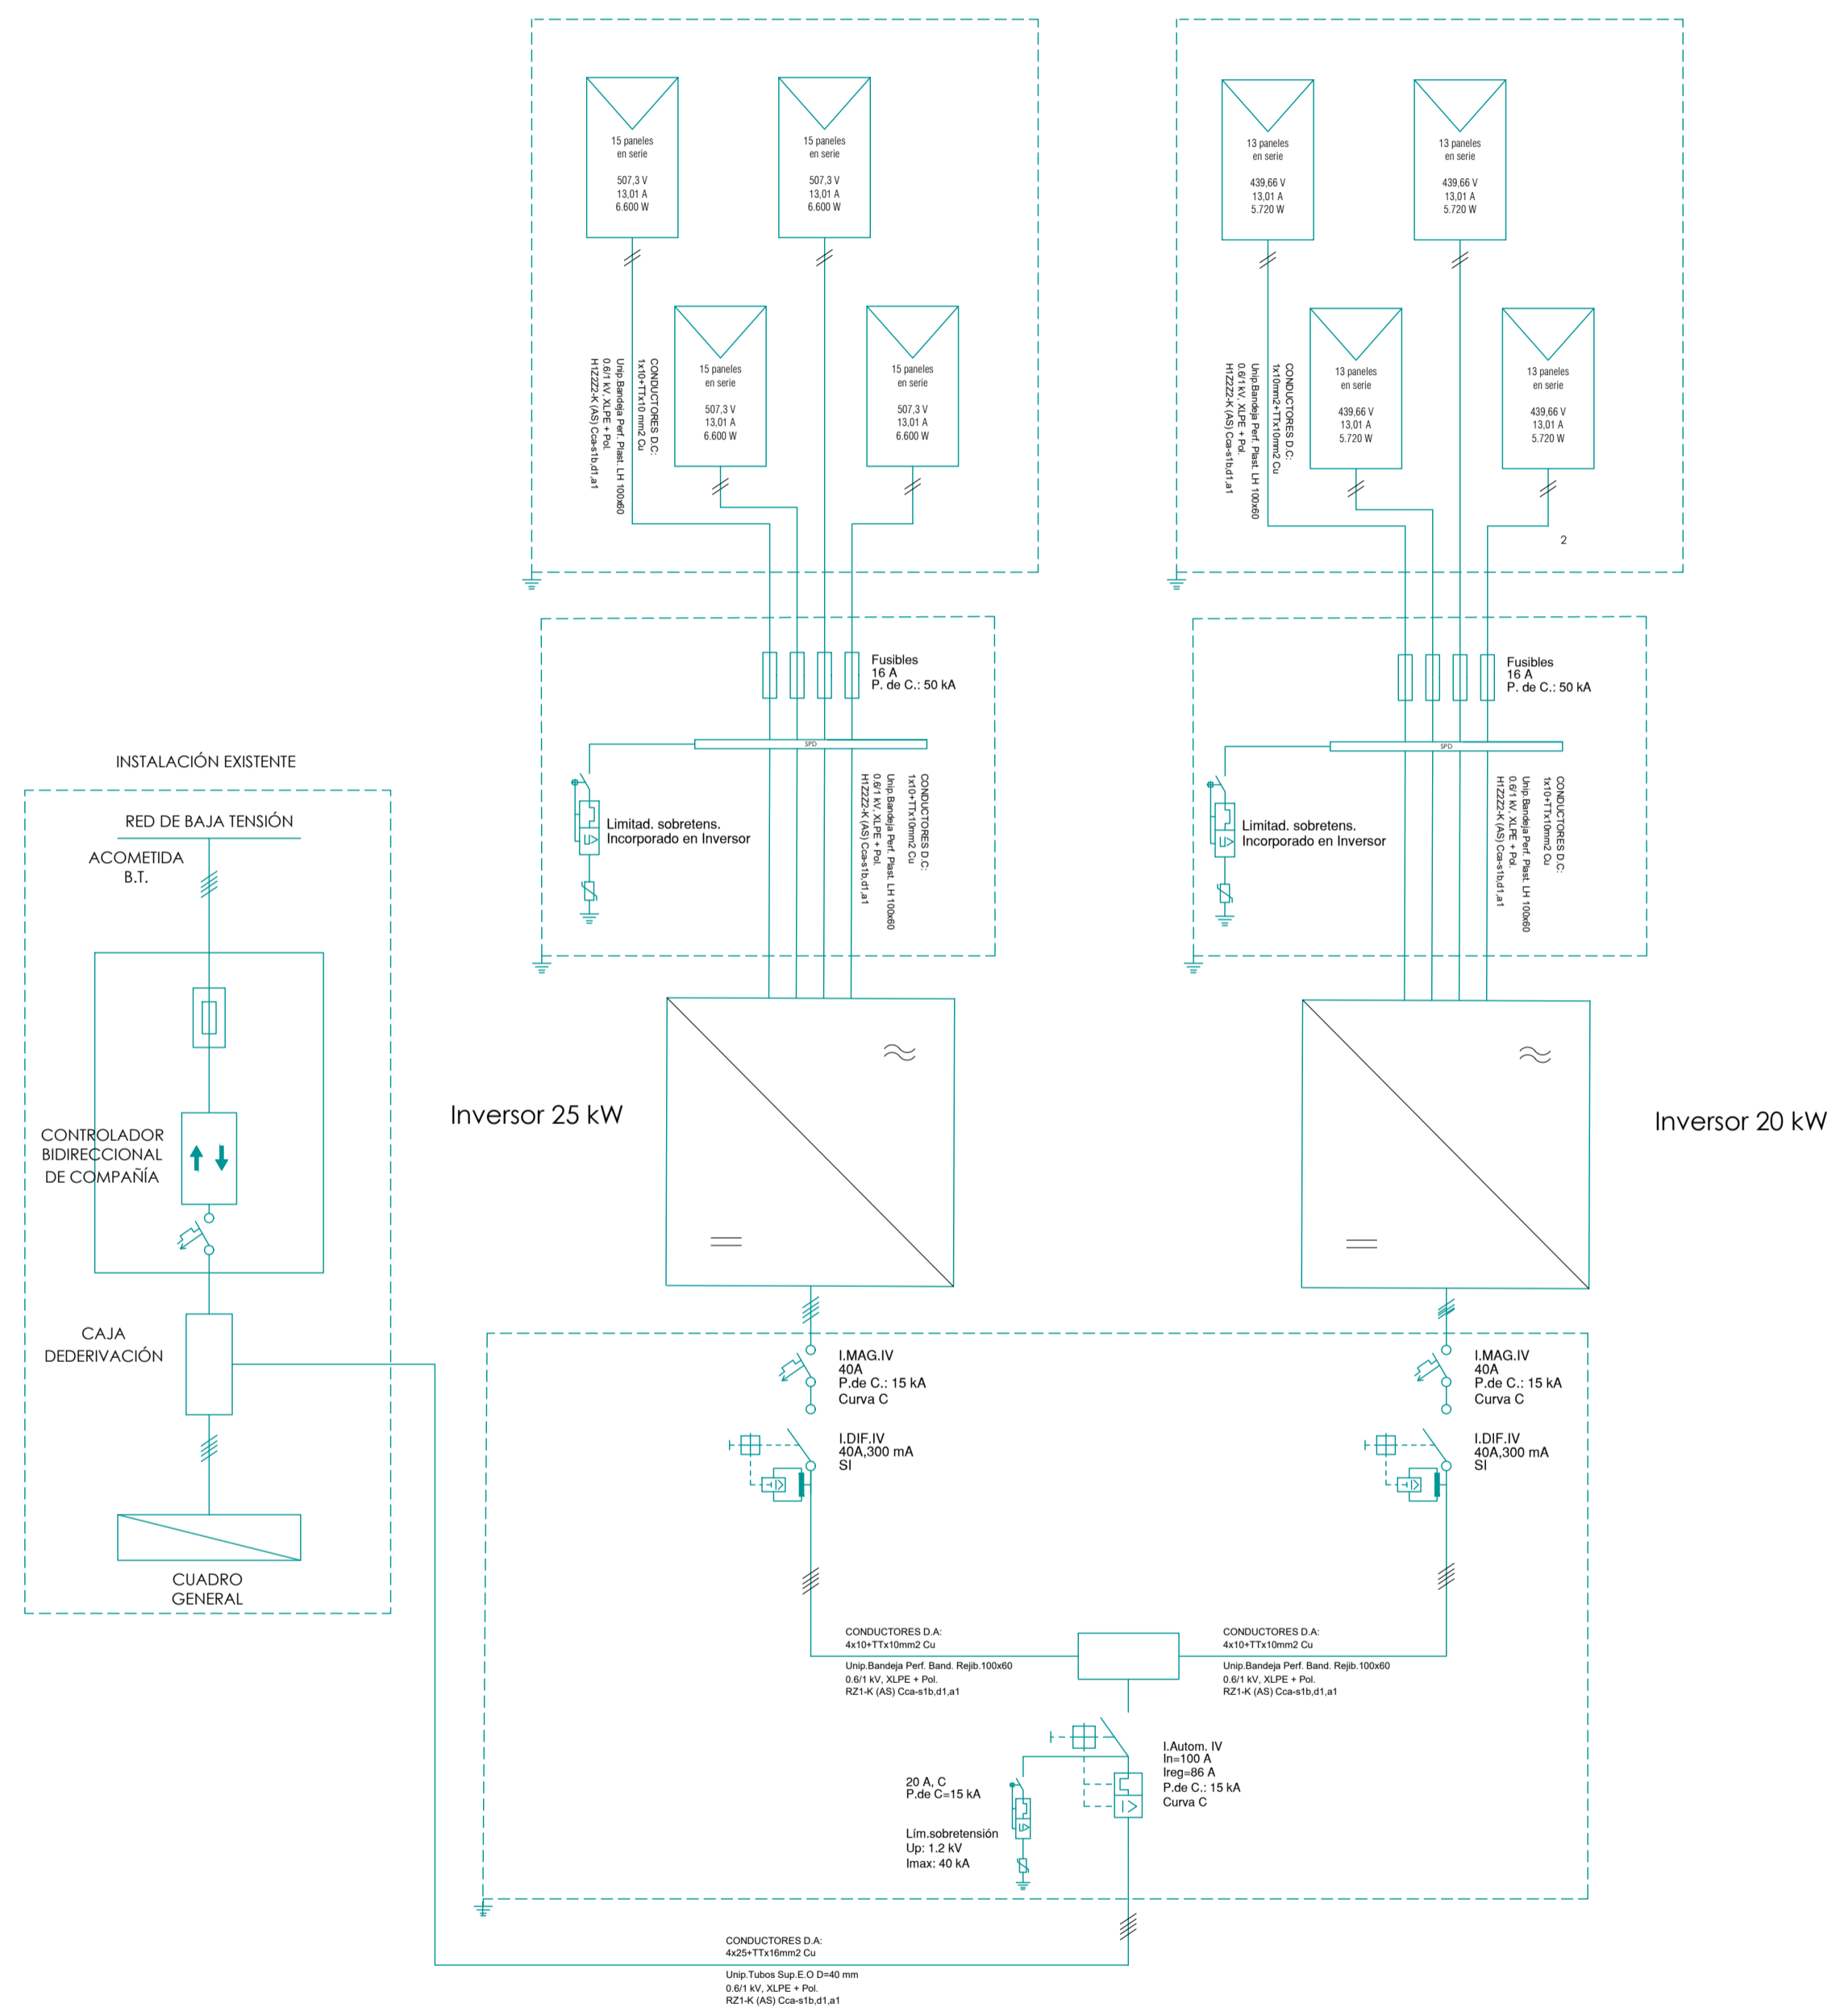 15 paneles
en serie
507,3 V
13,01 A
6.600 W
15 paneles
en serie
507,3 V
13,01 A
6.600 W
15 paneles
en serie
507,3 V
13,01 A
6.600 W
15 paneles
en serie
507,3 V
13,01 A
6.600 W
CONDUCTORES D.C:
1x10+TTx10 mm2 Cu
Unip.Bandeja Perf. Plast. LH 100x60
0.6/1 kV, XLPE + Pol.
H1Z2Z2-K (AS) Cca-s1b,d1,a1
13 paneles
en serie
439,66 V
13,01 A
5.720 W
13 paneles
en serie
439,66 V
13,01 A
5.720 W
13 paneles
en serie
439,66 V
13,01 A
5.720 W
13 paneles
en serie
439,66 V
13,01 A
5.720 W
CONDUCTORES D.C:
1x10mm2+TTx10mm2 Cu
Unip.Bandeja Perf. Plast. LH 100x60
0.6/1 kV, XLPE + Pol.
H1Z2Z2-K (AS) Cca-s1b,d1,a1
2
Fusibles
16 A
P. de C.: 50 kA
SPD
Limitad. sobretens.
Incorporado en Inversor
CONDUCTORES D.C:
1x10+TTx10mm2 Cu
Unip.Bandeja Perf. Plast. LH 100x60
0.6/1 kV, XLPE + Pol.
H1Z2Z2-K (AS) Cca-s1b,d1,a1
Fusibles
16 A
P. de C.: 50 kA
SPD
Limitad. sobretens.
Incorporado en Inversor
CONDUCTORES D.C:
1x10+TTx10mm2 Cu
Unip.Bandeja Perf. Plast. LH 100x60
0.6/1 kV, XLPE + Pol.
H1Z2Z2-K (AS) Cca-s1b,d1,a1
INSTALACIÓN EXISTENTE
RED DE BAJA TENSIÓN
ACOMETIDA
B.T.
CONTROLADOR
BIDIRECCIONAL
DE COMPAÑÍA
CAJA
DEDERIVACIÓN
CUADRO
GENERAL
Inversor 25 kW
Inversor 20 kW
I.MAG.IV
40A
P.de C.: 15 kA
Curva C
I.DIF.IV
40A,300 mA
SI
I.MAG.IV
40A
P.de C.: 15 kA
Curva C
I.DIF.IV
40A,300 mA
SI
CONDUCTORES D.A:
4x10+TTx10mm2 Cu
Unip.Bandeja Perf. Band. Rejib.100x60
0.6/1 kV, XLPE + Pol.
RZ1-K (AS) Cca-s1b,d1,a1
CONDUCTORES D.A:
4x10+TTx10mm2 Cu
Unip.Bandeja Perf. Band. Rejib.100x60
0.6/1 kV, XLPE + Pol.
RZ1-K (AS) Cca-s1b,d1,a1
I.Autom. IV
In=100 A
Ireg=86 A
P.de C.: 15 kA
Curva C
20 A, C
P.de C=15 kA
Lím.sobretensión
Up: 1.2 kV
Imax: 40 kA
CONDUCTORES D.A:
4x25+TTx16mm2 Cu
Unip.Tubos Sup.E.O D=40 mm
0.6/1 kV, XLPE + Pol.
RZ1-K (AS) Cca-s1b,d1,a1